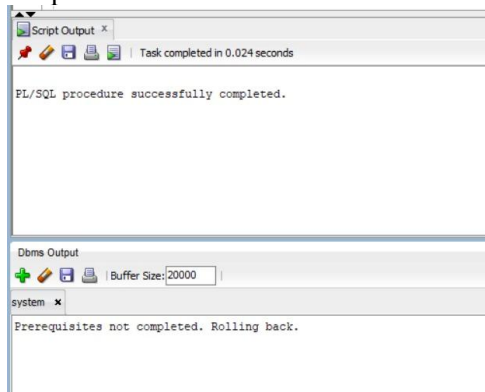 Script Output ×
Task completed in 0.024 seconds
PL/SQL procedure successfully completed.
Dbms Output
Buffer Size: 20000
system ×
Prerequisites not completed. Rolling back.